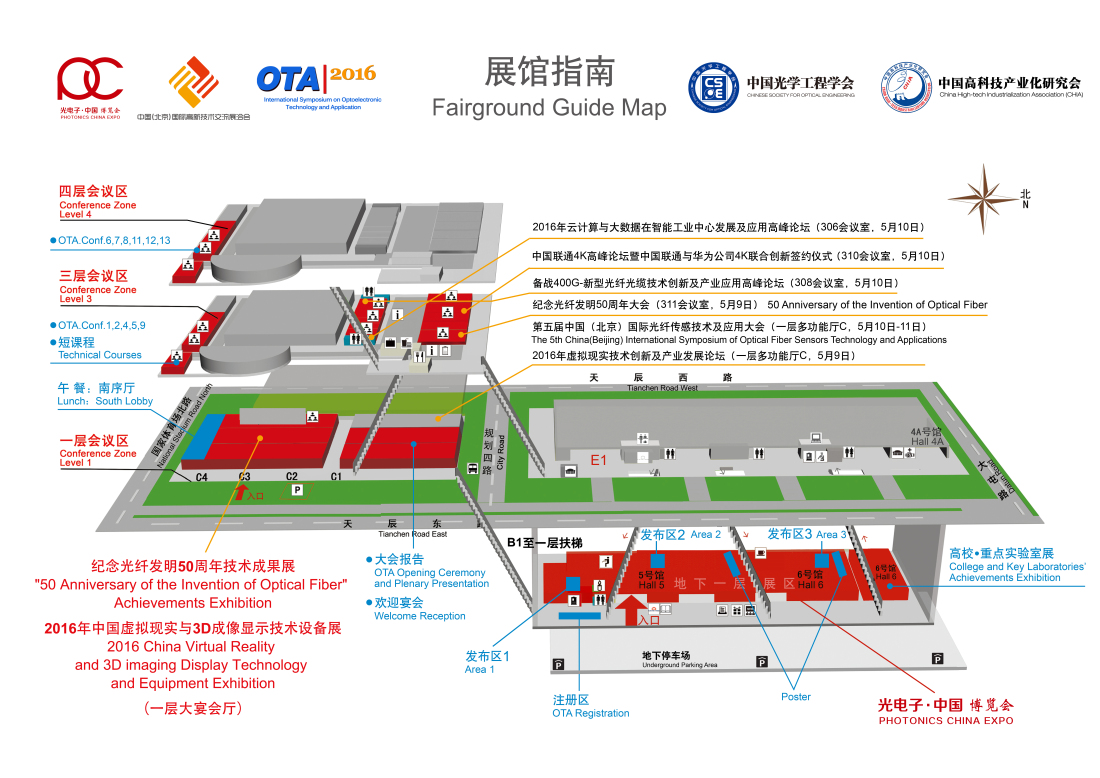 光电子·中国 博览会
PHOTONICS CHINA EXPO
中国(北京)国际高新技术交流展洽会
OTA 2016
International Symposium on Optoelectronic
Technology and Application
展馆指南
Fairground Guide Map
中国光学工程学会
CHINESE SOCIETY FOR OPTICAL ENGINEERING
中国高科技产业化研究会
China High-tech Industrialization Association (CHIA)
北
N
四层会议区
Conference Zone
Level 4
OTA.Conf.6,7,8,11,12,13
三层会议区
Conference Zone
Level 3
OTA.Conf.1,2,4,5,9
短课程
Technical Courses
午 餐：南序厅
Lunch：South Lobby
一层会议区
Conference Zone
Level 1
2016年云计算与大数据在智能工业中心发展及应用高峰论坛（306会议室，5月10日）
中国联通4K高峰论坛暨中国联通与华为公司4K联合创新签约仪式（310会议室，5月10日）
备战400G-新型光纤光缆技术创新及产业应用高峰论坛（308会议室，5月10日）
纪念光纤发明50周年大会（311会议室，5月9日） 50 Anniversary of the Invention of Optical Fiber
第五届中国（北京）国际光纤传感技术及应用大会（一层多功能厅C，5月10日-11日）
The 5th China(Beijing) International Symposium of Optical Fiber Sensors Technology and Applications
2016年虚拟现实技术创新及产业发展论坛（一层多功能厅C，5月9日）
天辰西路
Tianchen Road West
国家体育场北路
National Stadium Road North
规划四路
City Road
大屯路
Datun Road
4A号馆
Hall 4A
E1
C4 C3 C2 C1
P
入口
天辰东
Tianchen Road East
B1至一层扶梯
发布区2 Area 2
发布区3 Area 3
5号馆
Hall 5
地下一层展区
6号馆
Hall 6
6号馆
Hall 6
入口
高校•重点实验室展
College and Key Laboratories'
Achievements Exhibition
纪念光纤发明50周年技术成果展
"50 Anniversary of the Invention of Optical Fiber"
Achievements Exhibition
2016年中国虚拟现实与3D成像显示技术设备展
2016 China Virtual Reality
and 3D imaging Display Technology
and Equipment Exhibition
（一层大宴会厅）
大会报告
OTA Opening Ceremony
and Plenary Presentation
欢迎宴会
Welcome Reception
发布区1
Area 1
注册区
OTA Registration
地下停车场
Underground Parking Area
P
P
P
Poster
光电子·中国 博览会
PHOTONICS CHINA EXPO